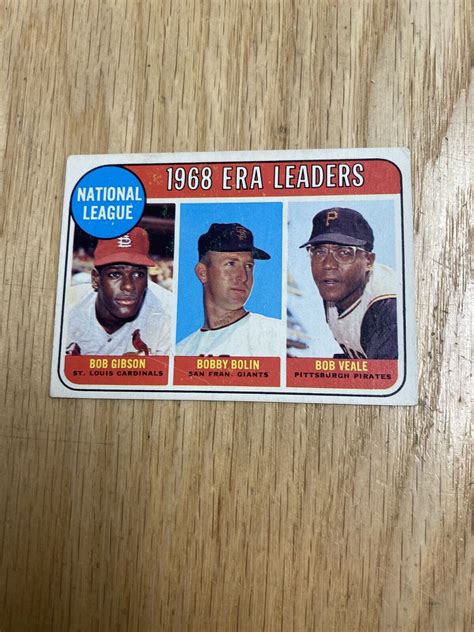 NATIONAL
LEAGUE
1968 ERA LEADERS
BOB GIBSON
ST. LOUIS CARDINALS
BOBBY BOLIN
SAN FRAN. GIANTS
BOB VEALE
PITTSBURGH PIRATES